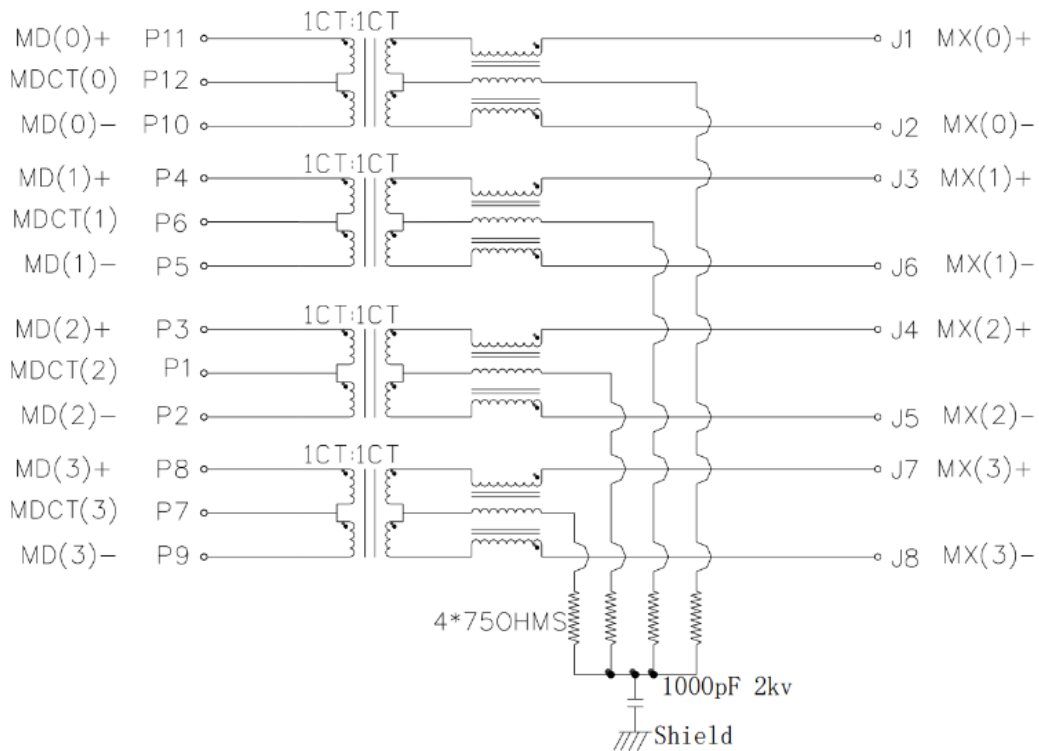 1CT:1CT
MD(0)+ P11 J1 MX(0)+
MDCT(0) P12
MD(0)- P10 J2 MX(0)-
1CT:1CT
MD(1)+ P4 J3 MX(1)+
MDCT(1) P6
MD(1)- P5 J6 MX(1)-
1CT:1CT
MD(2)+ P3 J4 MX(2)+
MDCT(2) P1
MD(2)- P2 J5 MX(2)-
1CT:1CT
MD(3)+ P8 J7 MX(3)+
MDCT(3) P7
MD(3)- P9 J8 MX(3)-
4*75OHMS
1000pF 2kv
Shield